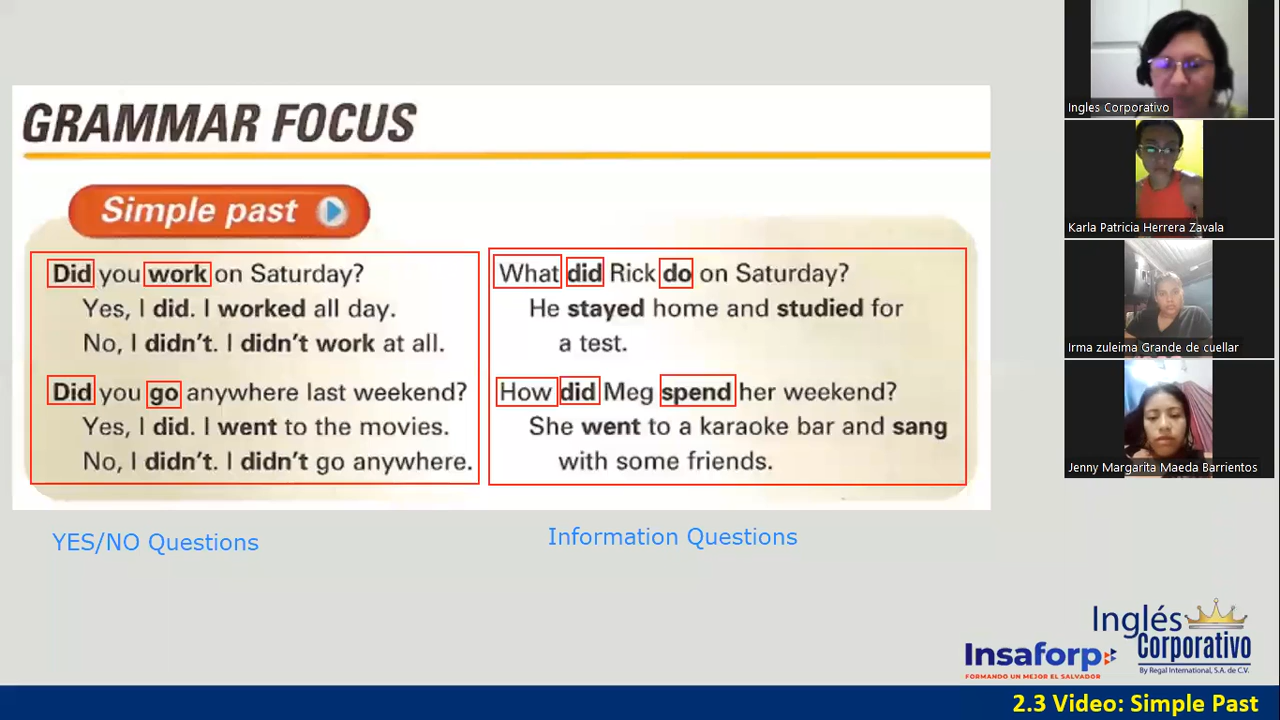 GRAMMAR FOCUS
Simple past
Did you work on Saturday?
Yes, I did. I worked all day.
No, I didn't. I didn't work at all.
Did you go anywhere last weekend?
Yes, I did. I went to the movies.
No, I didn't. I didn't go anywhere.
What did Rick do on Saturday?
He stayed home and studied for
a test.
How did Meg spend her weekend?
She went to a karaoke bar and sang
with some friends.
YES/NO Questions
Information Questions
Ingles Corporativo
Karla Patricia Herrera Zavala
Irma zuleima Grande de cuellar
Jenny Margarita Maeda Barrientos
Inglés
Corporativo
By Regal International, S.A. de C.V.
Insaforp
FORMANDO UN MEJOR EL SALVADOR
2.3 Video: Simple Past